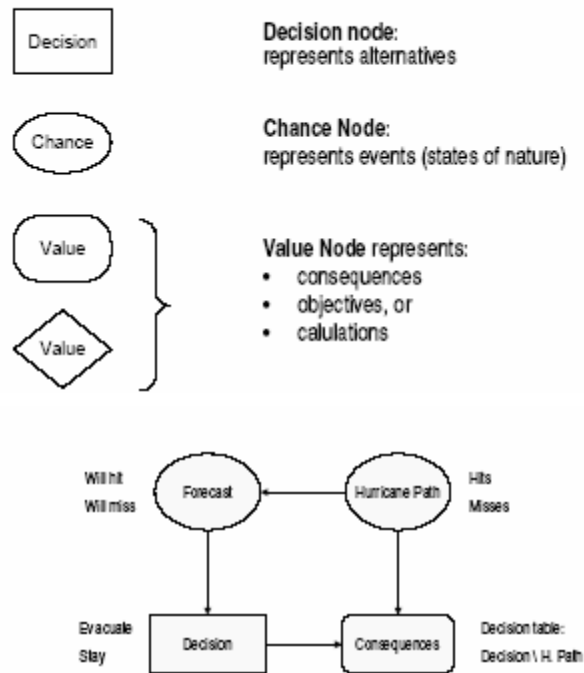 Decision
Decision node:
represents alternatives
Chance
Chance Node:
represents events (states of nature)
Value
Value
Value Node represents:
• consequences
• objectives, or
• calulations
Will hit
Will miss
Forecast
Hurricane Path
Hits
Misses
Evacuate
Stay
Decision
Consequences
Decision table:
Decision \ H. Path